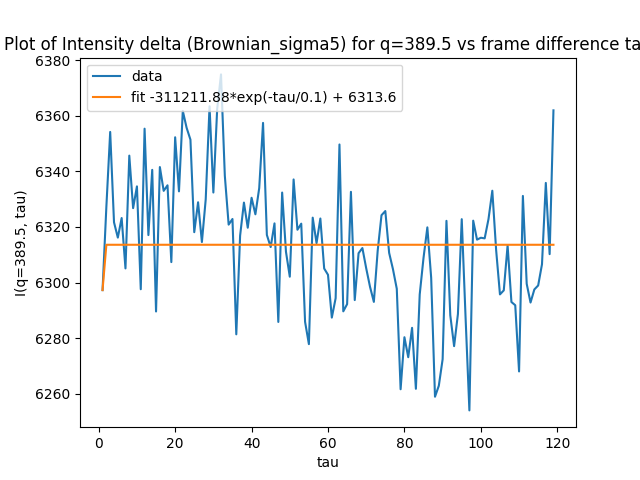 Plot of Intensity delta (Brownian_sigma5) for q=389.5 vs frame difference ta
6380
6360
6340
6320
6300
6280
6260
I(q=389.5, tau)
data
fit -311211.88*exp(-tau/0.1) + 6313.6
0 20 40 60 80 100 120
tau